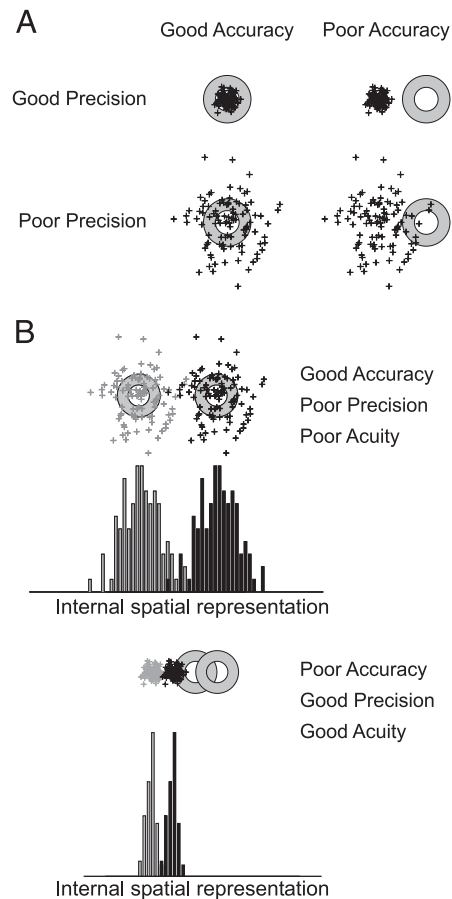 A
Good Accuracy
Poor Accuracy
Good Precision
Poor Precision
B
Good Accuracy
Poor Precision
Poor Acuity
Internal spatial representation
Poor Accuracy
Good Precision
Good Acuity
Internal spatial representation